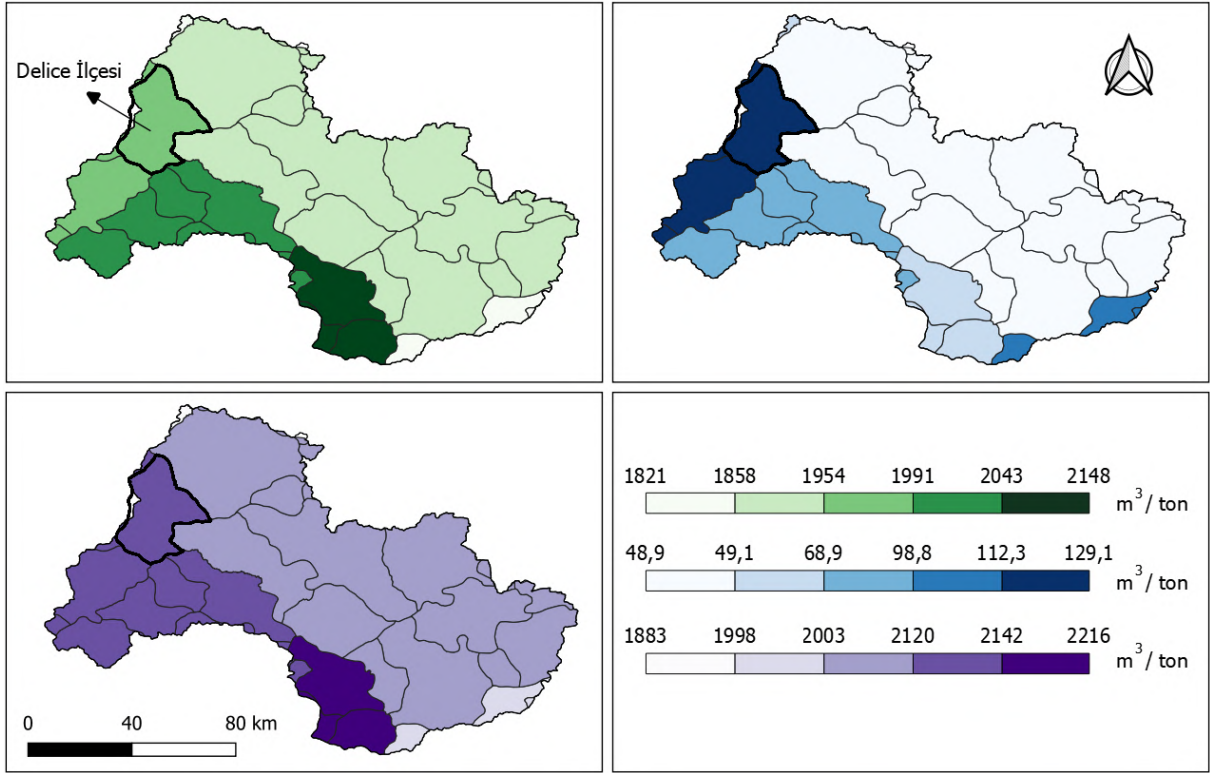 Delice İlçesi
0 40 80 km
1821 1858 1954 1991 2043 2148
m³/ ton
48,9 49,1 68,9 98,8 112,3 129,1
m³/ ton
1883 1998 2003 2120 2142 2216
m³/ ton